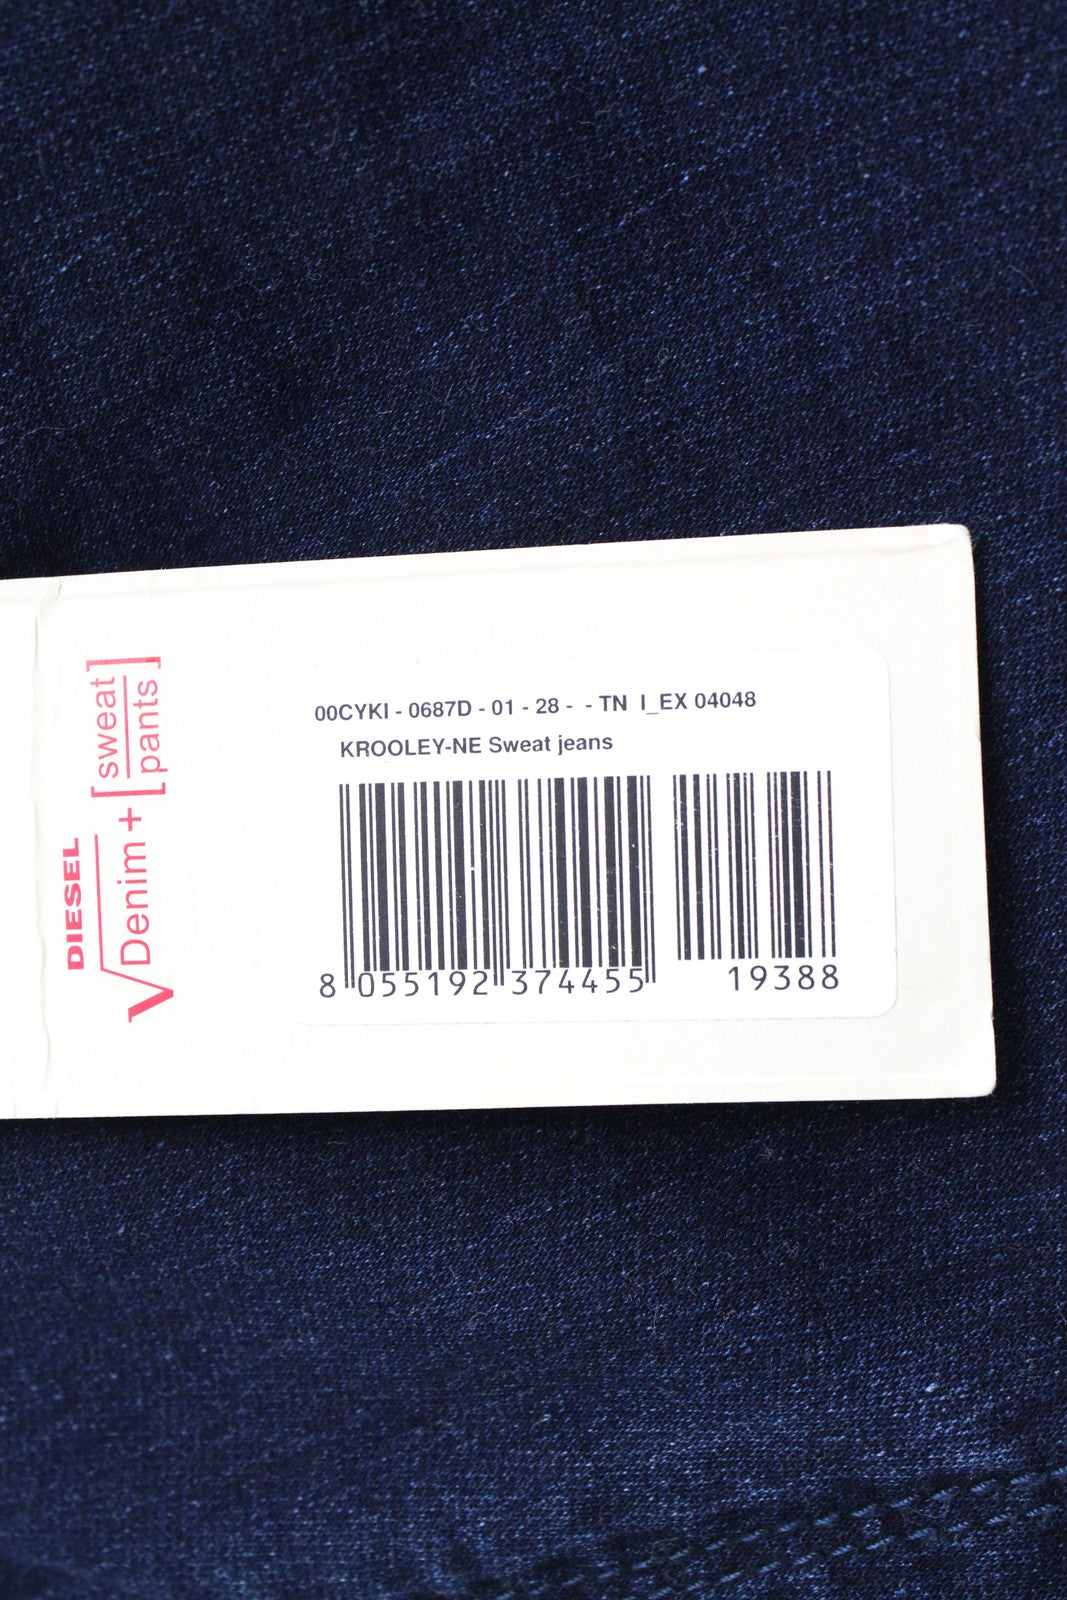 DIESEL
√Denim + [sweat
pants]
00CYKI - 0687D - 01 - 28 - - TN I_EX 04048
KROOLEY-NE Sweat jeans
8 055192 374455 19388